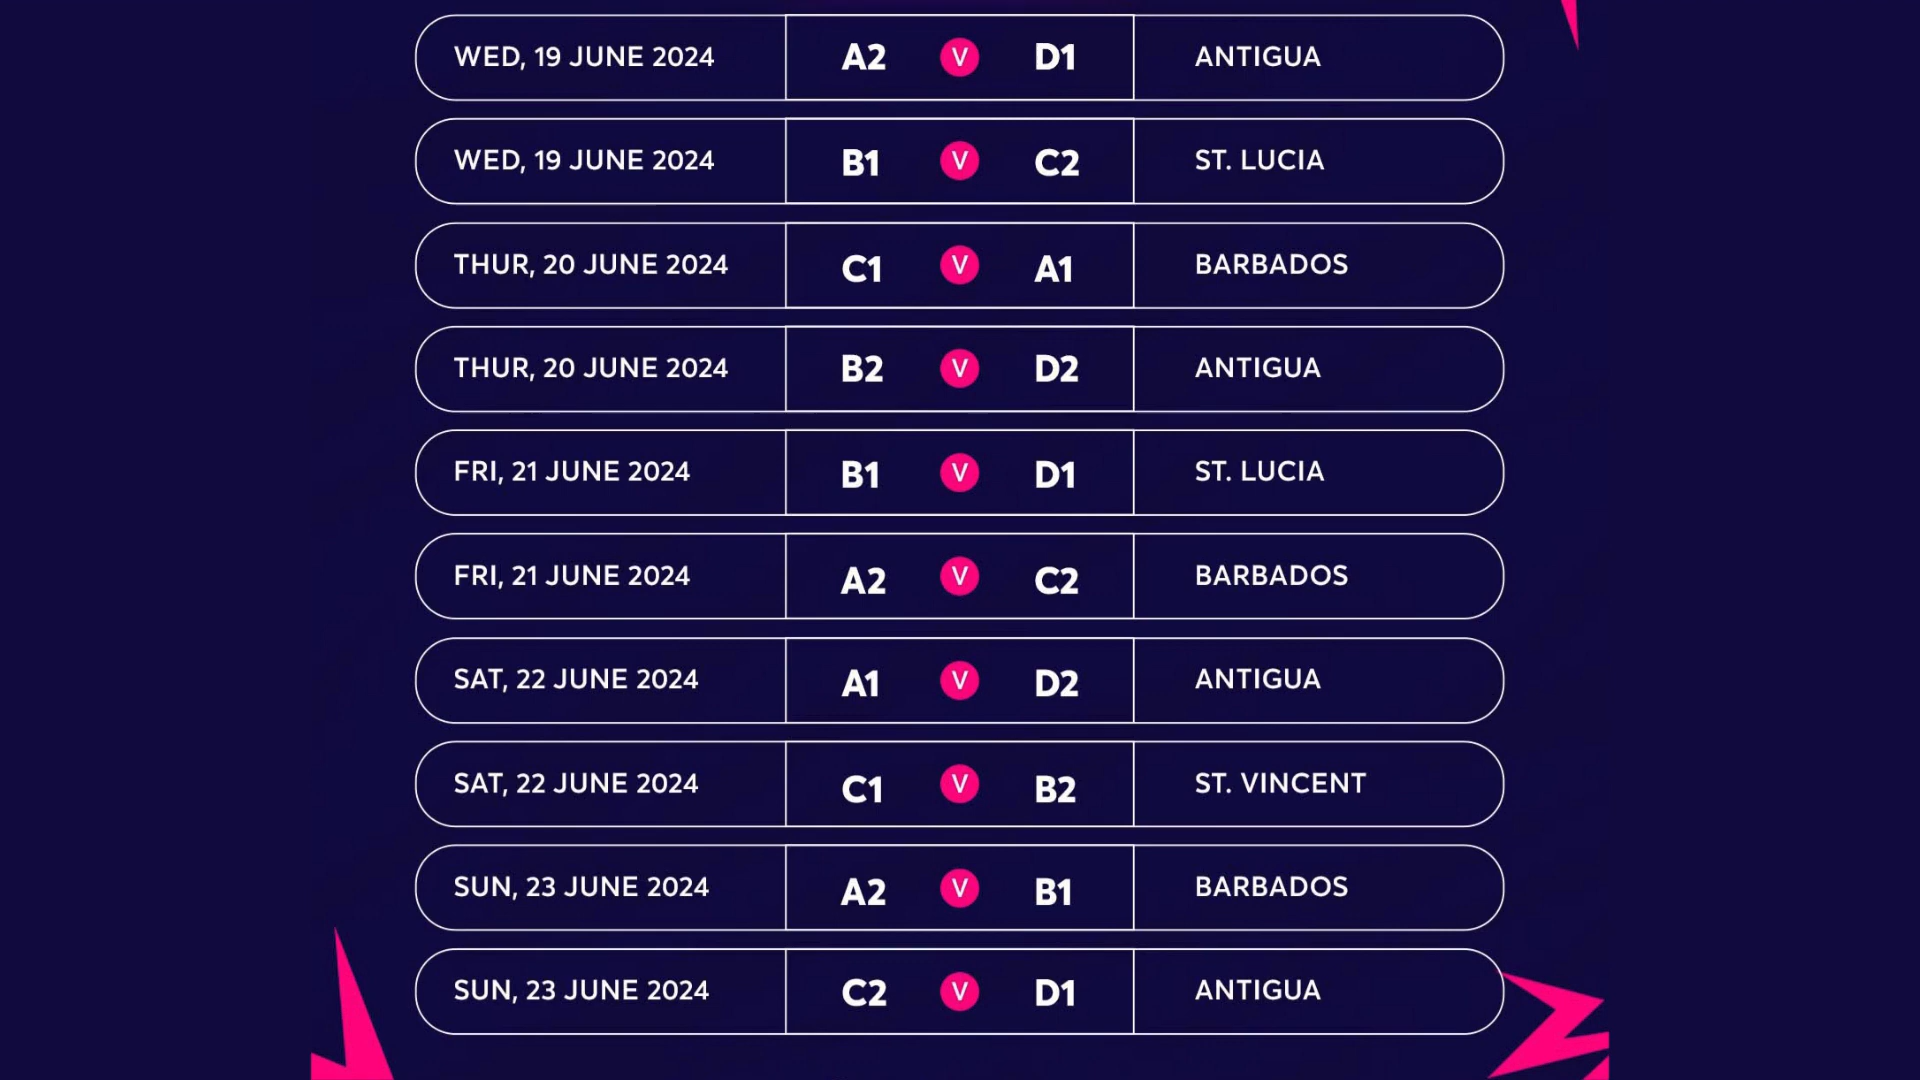 WED, 19 JUNE 2024 A2 V D1 ANTIGUA
WED, 19 JUNE 2024 B1 V C2 ST. LUCIA
THUR, 20 JUNE 2024 C1 V A1 BARBADOS
THUR, 20 JUNE 2024 B2 V D2 ANTIGUA
FRI, 21 JUNE 2024 B1 V D1 ST. LUCIA
FRI, 21 JUNE 2024 A2 V C2 BARBADOS
SAT, 22 JUNE 2024 A1 V D2 ANTIGUA
SAT, 22 JUNE 2024 C1 V B2 ST. VINCENT
SUN, 23 JUNE 2024 A2 V B1 BARBADOS
SUN, 23 JUNE 2024 C2 V D1 ANTIGUA